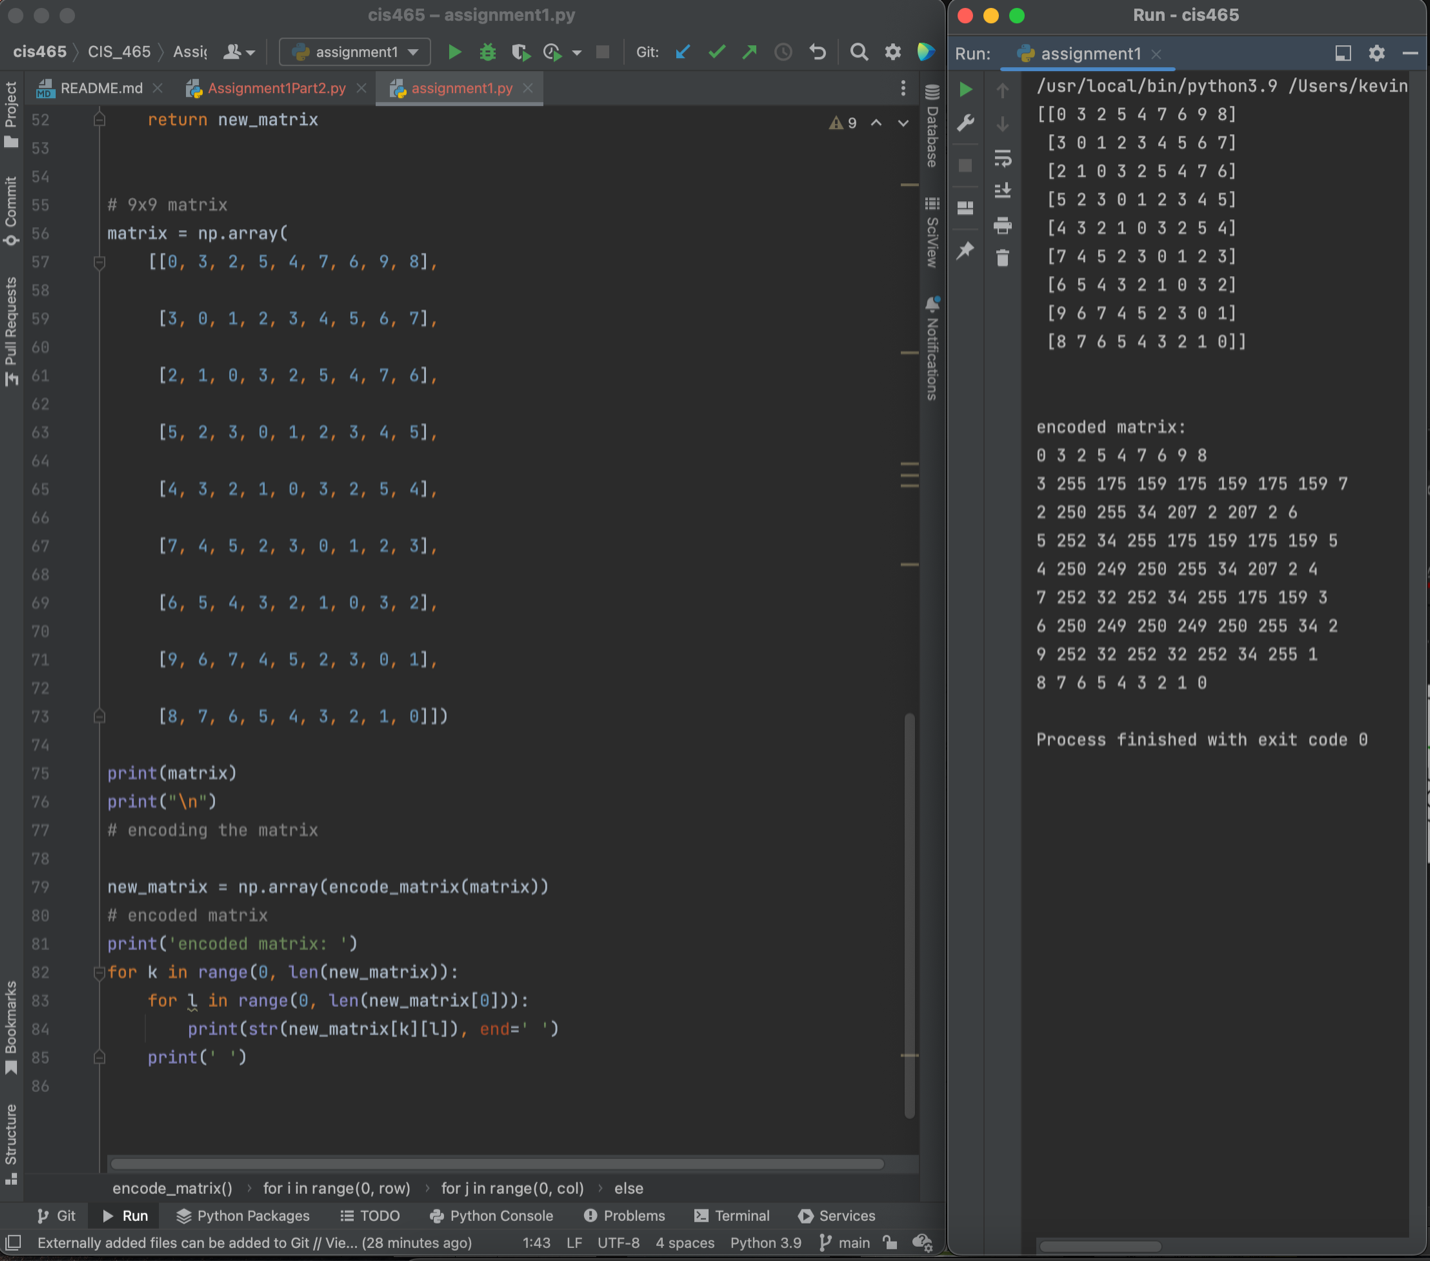 cis465 – assignment1.py
cis465 CIS_465 Assig assignment1 Git:
README.md Assignment1Part2.py assignment1.py
Project
Commit
Pull Requests
Bookmarks
Structure
52 return new_matrix
9
53
54
55 # 9x9 matrix
56 matrix = np.array(
57 [[0, 3, 2, 5, 4, 7, 6, 9, 8],
58
59 [3, 0, 1, 2, 3, 4, 5, 6, 7],
60
61 [2, 1, 0, 3, 2, 5, 4, 7, 6],
62
63 [5, 2, 3, 0, 1, 2, 3, 4, 5],
64
65 [4, 3, 2, 1, 0, 3, 2, 5, 4],
66
67 [7, 4, 5, 2, 3, 0, 1, 2, 3],
68
69 [6, 5, 4, 3, 2, 1, 0, 3, 2],
70
71 [9, 6, 7, 4, 5, 2, 3, 0, 1],
72
73 [8, 7, 6, 5, 4, 3, 2, 1, 0]])
74
75 print(matrix)
76 print("\n")
77 # encoding the matrix
78
79 new_matrix = np.array(encode_matrix(matrix))
80 # encoded matrix
81 print('encoded matrix: ')
82 for k in range(0, len(new_matrix)):
83 for l in range(0, len(new_matrix[0])):
84 print(str(new_matrix[k][l]), end=' ')
85 print(' ')
86
Database
SciView
Notifications
encode_matrix() for i in range(0, row) for j in range(0, col) else
Git Run Python Packages TODO Python Console Problems Terminal Services
Externally added files can be added to Git // Vie... (28 minutes ago) 1:43 LF UTF-8 4 spaces Python 3.9 main
Run - cis465
Run: assignment1
/usr/local/bin/python3.9 /Users/kevin
[[0 3 2 5 4 7 6 9 8]
[3 0 1 2 3 4 5 6 7]
[2 1 0 3 2 5 4 7 6]
[5 2 3 0 1 2 3 4 5]
[4 3 2 1 0 3 2 5 4]
[7 4 5 2 3 0 1 2 3]
[6 5 4 3 2 1 0 3 2]
[9 6 7 4 5 2 3 0 1]
[8 7 6 5 4 3 2 1 0]]
encoded matrix:
0 3 2 5 4 7 6 9 8
3 255 175 159 175 159 175 159 7
2 250 255 34 207 2 207 2 6
5 252 34 255 175 159 175 159 5
4 250 249 250 255 34 207 2 4
7 252 32 252 34 255 175 159 3
6 250 249 250 249 250 255 34 2
9 252 32 252 32 252 34 255 1
8 7 6 5 4 3 2 1 0
Process finished with exit code 0